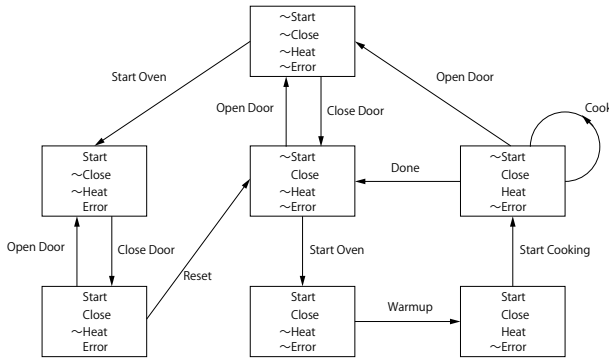 ～Start
～Close
～Heat
～Error
Start Oven
Open Door
Close Door
Open Door
Cook
Start
～Close
～Heat
Error
～Start
Close
～Heat
～Error
Done
～Start
Close
Heat
～Error
Open Door
Close Door
Reset
Start Oven
Start Cooking
Start
Close
～Heat
Error
Start
Close
～Heat
～Error
Warmup
Start
Close
Heat
～Error